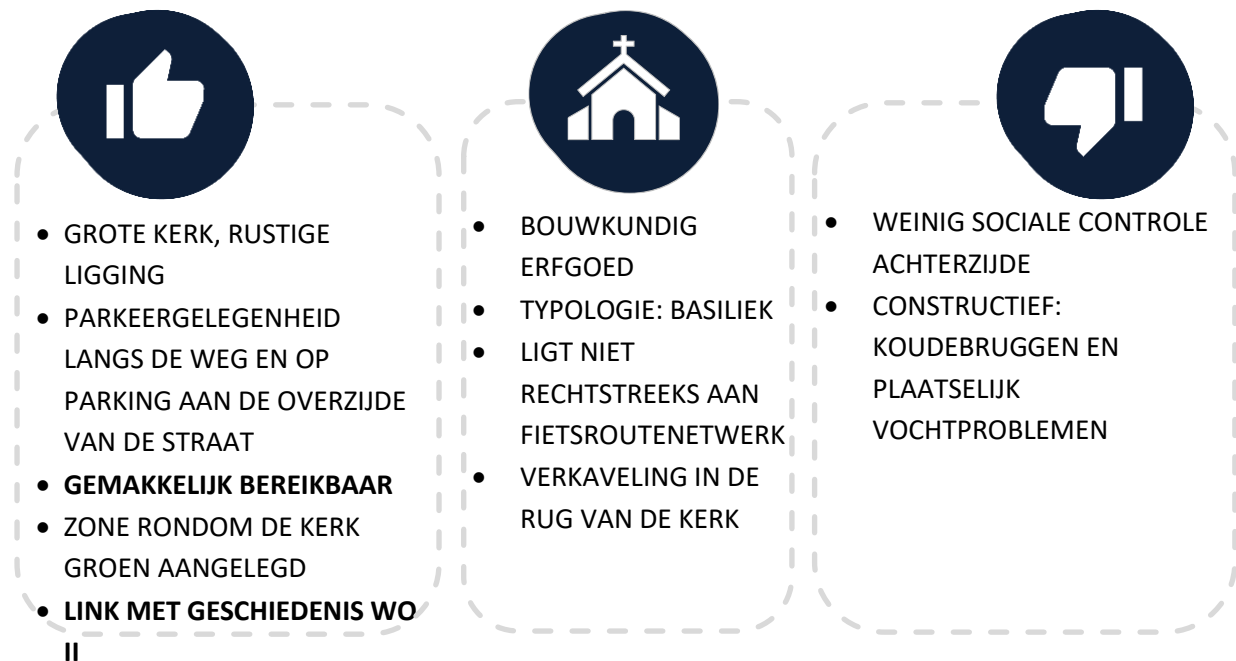 • GROTE KERK, RUSTIGE
LIGGING
• PARKEERGELEGENHEID
LANGS DE WEG EN OP
PARKING AAN DE OVERZIJDE
VAN DE STRAAT
• GEMAKKELIJK BEREIKBAAR
• ZONE RONDOM DE KERK
GROEN AANGELEGD
• LINK MET GESCHIEDENIS WO
II
• BOUWKUNDIG
ERFGOED
• TYPOLOGIE: BASILIEK
• LIGT NIET
RECHTSTREEKS AAN
FIETSROUTENETWERK
• VERKAVELING IN DE
RUG VAN DE KERK
• WEINIG SOCIALE CONTROLE
ACHTERZIJDE
• CONSTRUCTIEF:
KOUDEBRUGGEN EN
PLAATSELIJK
VOCHTPROBLEMEN